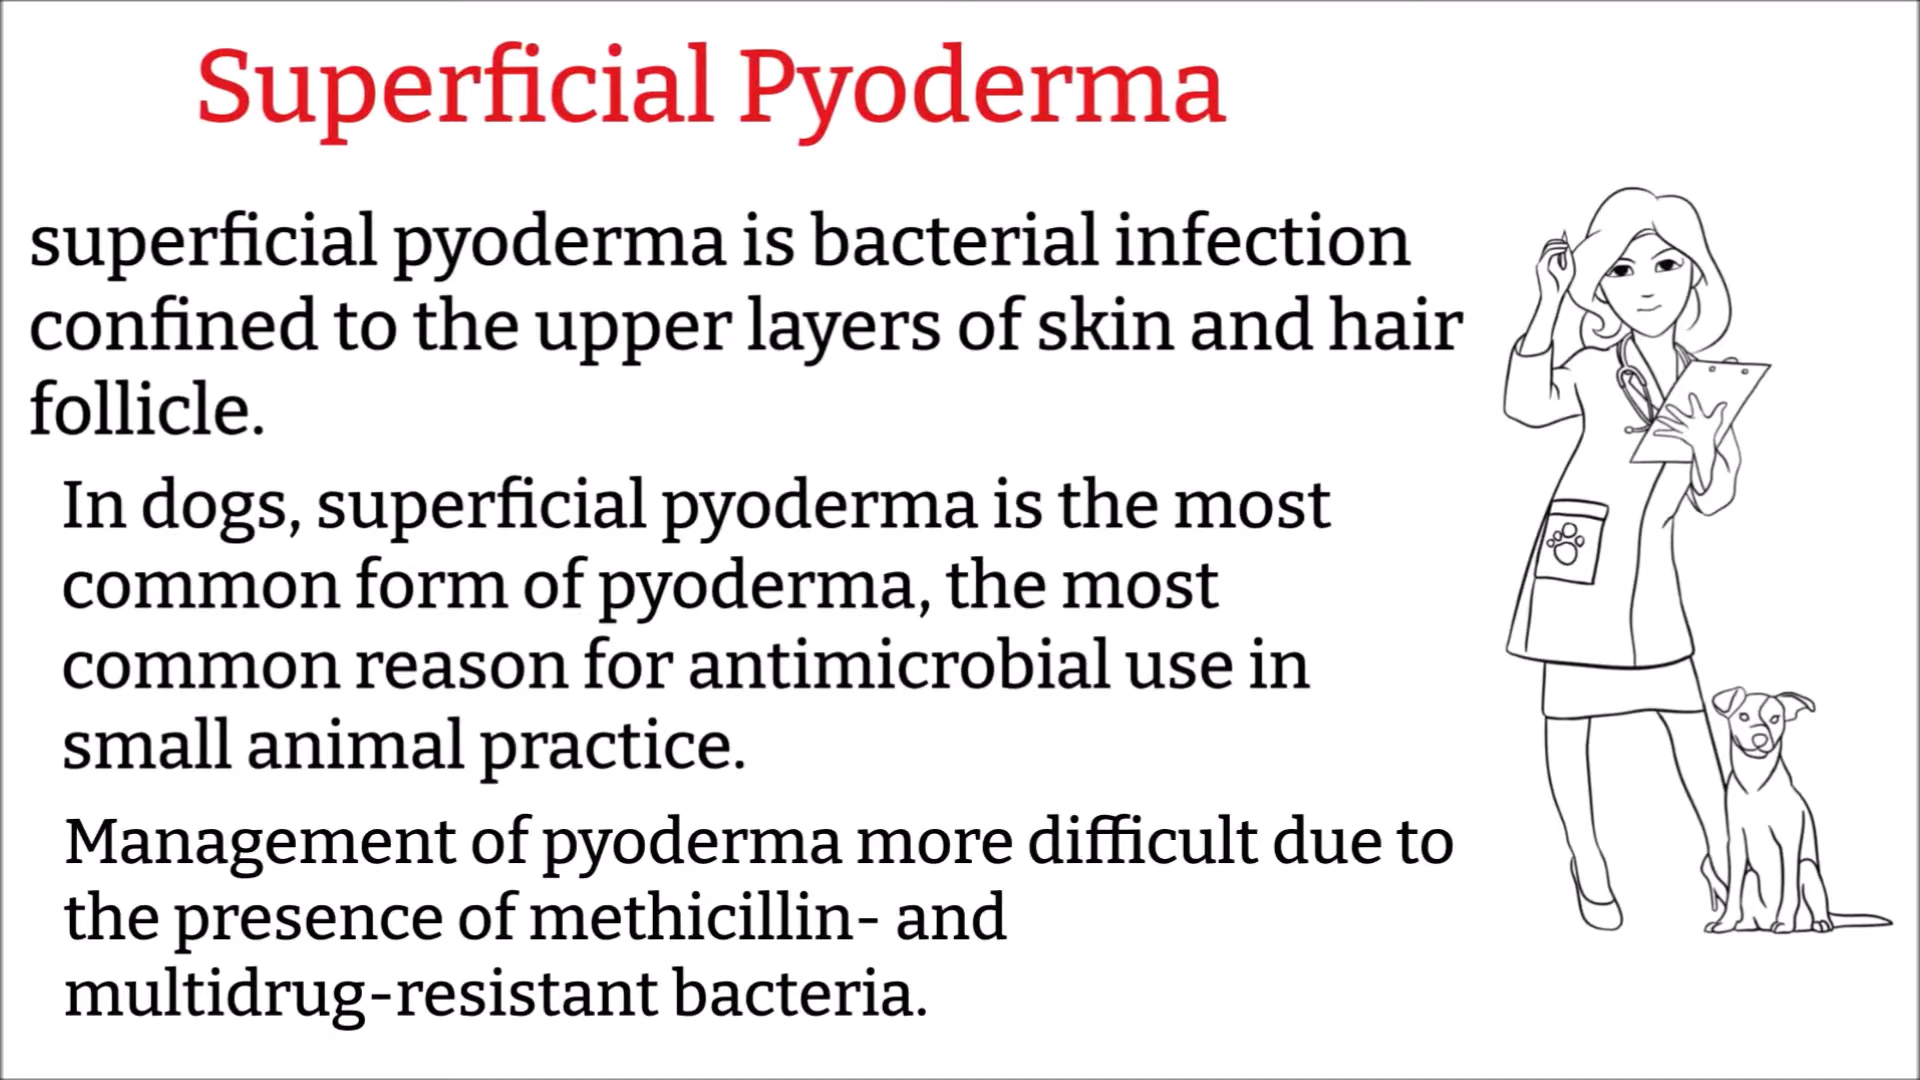 Superficial Pyoderma
superficial pyoderma is bacterial infection
confined to the upper layers of skin and hair
follicle.
In dogs, superficial pyoderma is the most
common form of pyoderma, the most
common reason for antimicrobial use in
small animal practice.
Management of pyoderma more difficult due to
the presence of methicillin- and
multidrug-resistant bacteria.